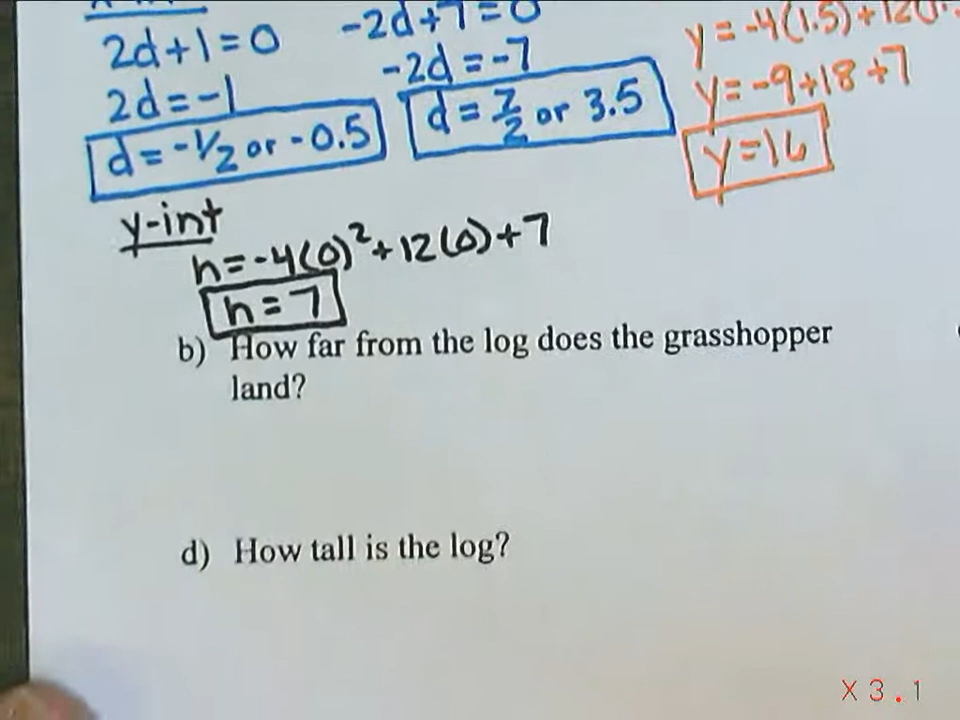 2d+1=0
2d=-1
d=-1/2 or -0.5
-2d+7=0
-2d=-7
d=7/2 or 3.5
y=-4(1.5)+12(1.
y=-9+18+7
y=16
y-int
h=-4(0)²+12(0)+7
h=7
b) How far from the log does the grasshopper
land?
d) How tall is the log?
X3.1